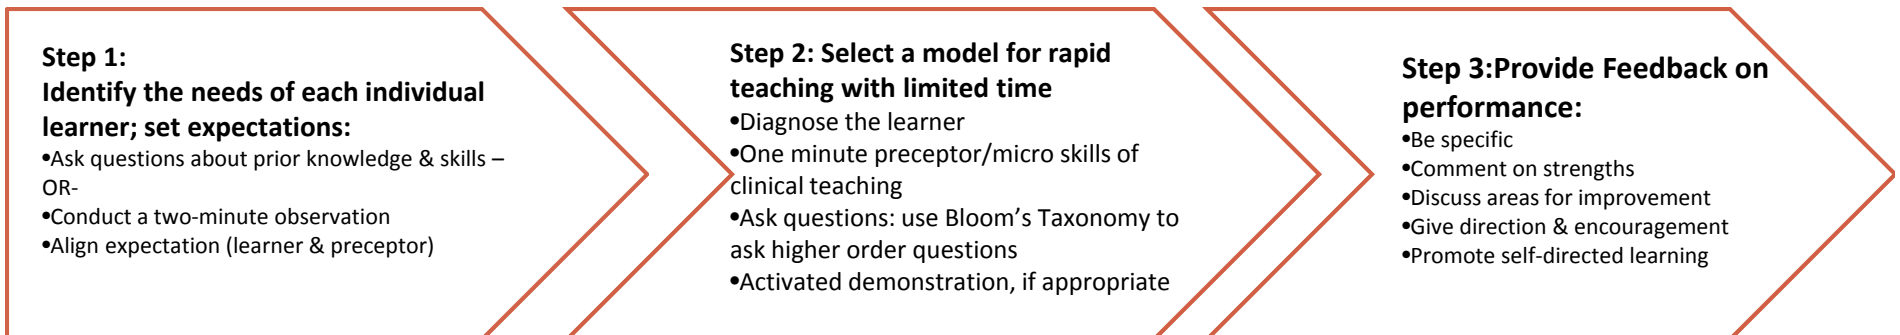 Step 1:
Identify the needs of each individual
learner; set expectations:
•Ask questions about prior knowledge & skills –
OR-
•Conduct a two-minute observation
•Align expectation (learner & preceptor)
Step 2: Select a model for rapid
teaching with limited time
•Diagnose the learner
•One minute preceptor/micro skills of
clinical teaching
•Ask questions: use Bloom’s Taxonomy to
ask higher order questions
•Activated demonstration, if appropriate
Step 3:Provide Feedback on
performance:
•Be specific
•Comment on strengths
•Discuss areas for improvement
•Give direction & encouragement
•Promote self-directed learning